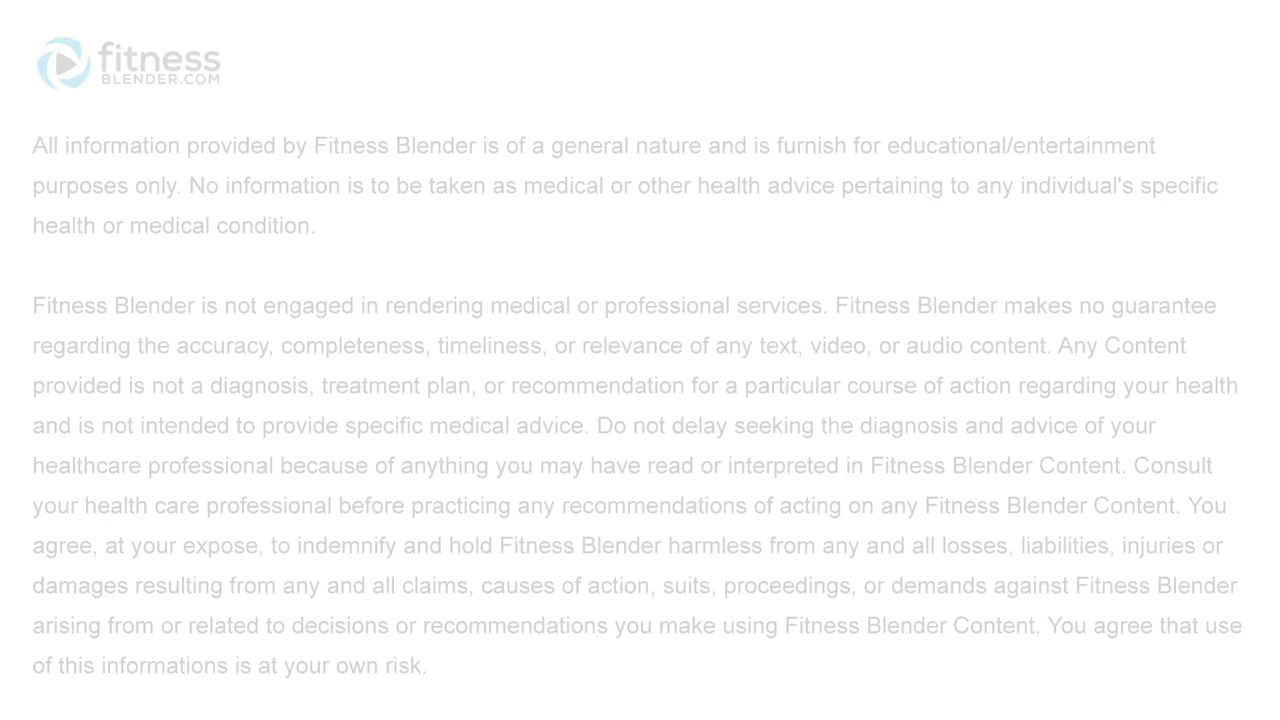 fitness
BLENDER.COM
All information provided by Fitness Blender is of a general nature and is furnish for educational/entertainment
purposes only. No information is to be taken as medical or other health advice pertaining to any individual's specific
health or medical condition.
Fitness Blender is not engaged in rendering medical or professional services. Fitness Blender makes no guarantee
regarding the accuracy, completeness, timeliness, or relevance of any text, video, or audio content. Any Content
provided is not a diagnosis, treatment plan, or recommendation for a particular course of action regarding your health
and is not intended to provide specific medical advice. Do not delay seeking the diagnosis and advice of your
healthcare professional because of anything you may have read or interpreted in Fitness Blender Content. Consult
your health care professional before practicing any recommendations of acting on any Fitness Blender Content. You
agree, at your expose, to indemnify and hold Fitness Blender harmless from any and all losses, liabilities, injuries or
damages resulting from any and all claims, causes of action, suits, proceedings, or demands against Fitness Blender
arising from or related to decisions or recommendations you make using Fitness Blender Content. You agree that use
of this informations is at your own risk.